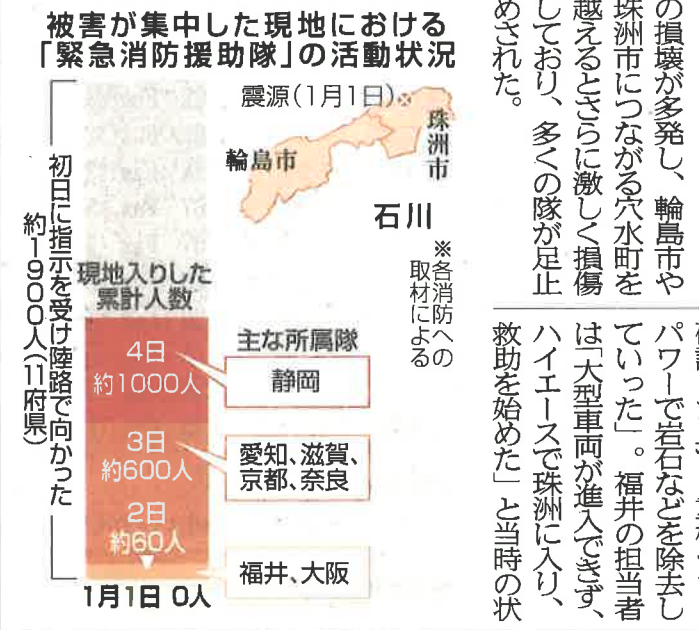 被害が集中した現地における
「緊急消防援助隊」の活動状況
震源(1月1日)
珠洲市
輪島市
石川
※各消防への
取材による
初日に指示を受け陸路で向かった
約1900人(11府県)
現地入りした
累計人数
4日
約1000人
3日
約600人
2日
約60人
1月1日 0人
主な所属隊
静岡
愛知、滋賀、
京都、奈良
福井、大阪
の損壊が多発し、輪島市や
珠洲市につながる穴水町を
越えるとさらに激しく損傷
しており、多くの隊が足止
めされた。
パワーで岩石などを除去し
ていった」。福井の担当者
は「大型車両が進入できず、
ハイエースで珠洲に入り、
救助を始めた」と当時の状